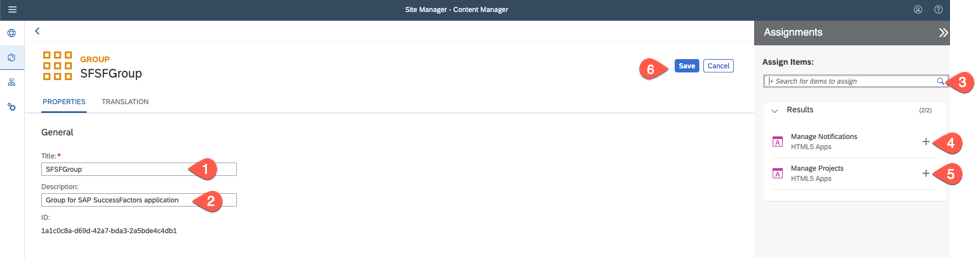 Site Manager - Content Manager
GROUP
SFSFGroup
6
Save
Cancel
PROPERTIES
TRANSLATION
General
Title:*
SFSFGroup
1
Description:
Group for SAP SuccessFactors application
2
ID:
1a1c0c8a-d69d-42a7-bda3-2a5bde4c4db1
Assignments
Assign Items:
Search for items to assign
3
Results
(2/2)
A
Manage Notifications
HTML5 Apps
4
A
Manage Projects
HTML5 Apps
5